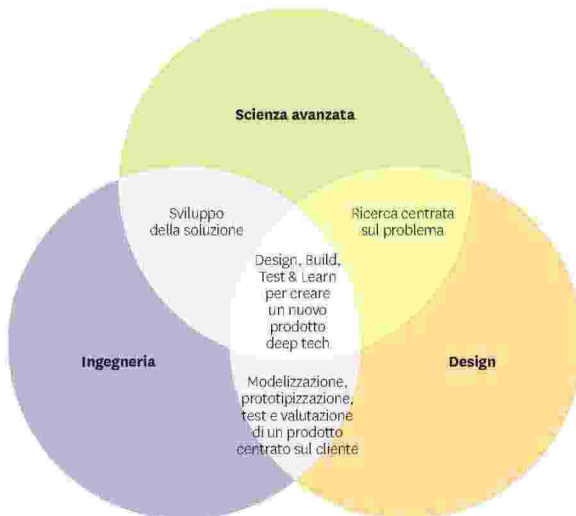 Scienza avanzata
Sviluppo
della soluzione
Ricerca centrata
sul problema
Design, Build,
Test & Learn
per creare
un nuovo
prodotto
deep tech
Ingegneria
Design
Modelizzazione,
prototipizzazione,
test e valutazione
di un prodotto
centrato sul cliente